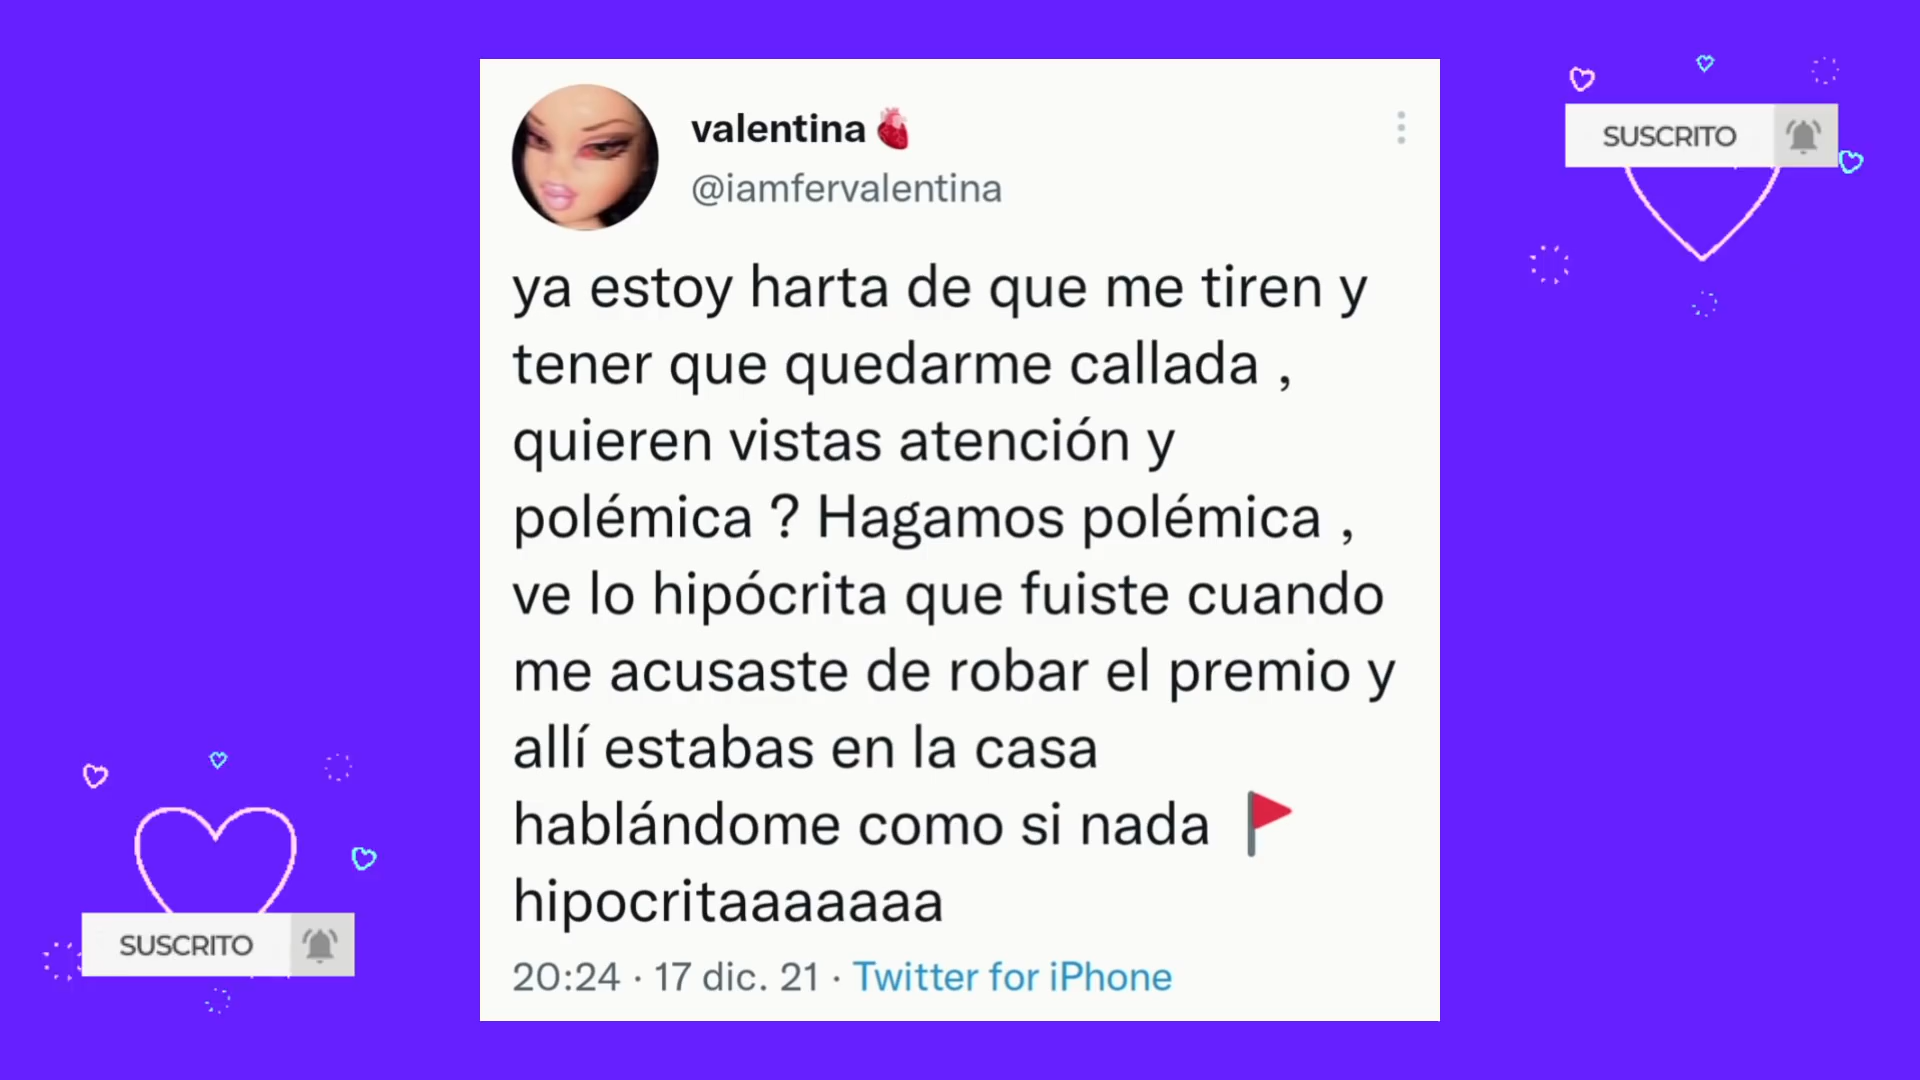 valentina 🫀
@iamfervalentina
SUSCRITO
ya estoy harta de que me tiren y
tener que quedarme callada ,
quieren vistas atención y
polémica ? Hagamos polémica ,
ve lo hipócrita que fuiste cuando
me acusaste de robar el premio y
allí estabas en la casa
hablándome como si nada 🚩
hipocritaaaaaaa
20:24 · 17 dic. 21 · Twitter for iPhone
SUSCRITO